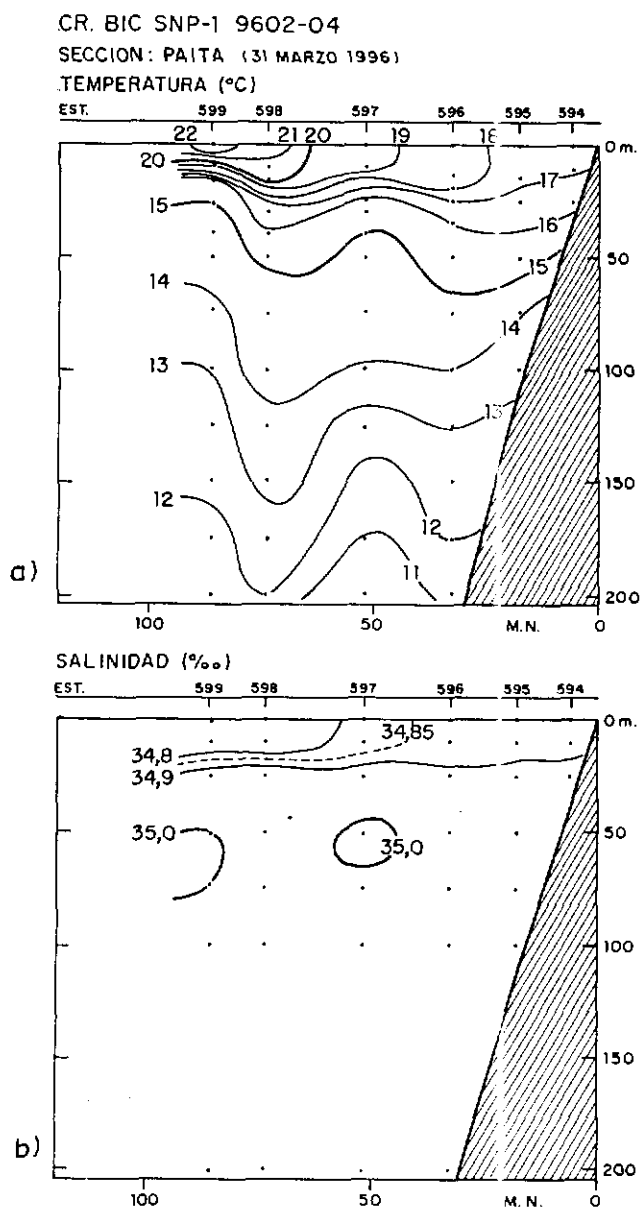 CR. BIC SNP-1 9602-04
SECCION: PAITA (31 MARZO 1996)
TEMPERATURA (°C)
EST. 599 598 597 596 595 594
22 21 20 19 18 0 m.
20 17
15 16
15 50
14 14
13 100
13
150
12 12
a) 11
200
100 50 M.N. 0
SALINIDAD (‰)
EST. 599 598 597 596 595 594
0 m.
34,85
34,8
34,9
35,0 35,0 50
100
150
b) 200
100 50 M.N. 0